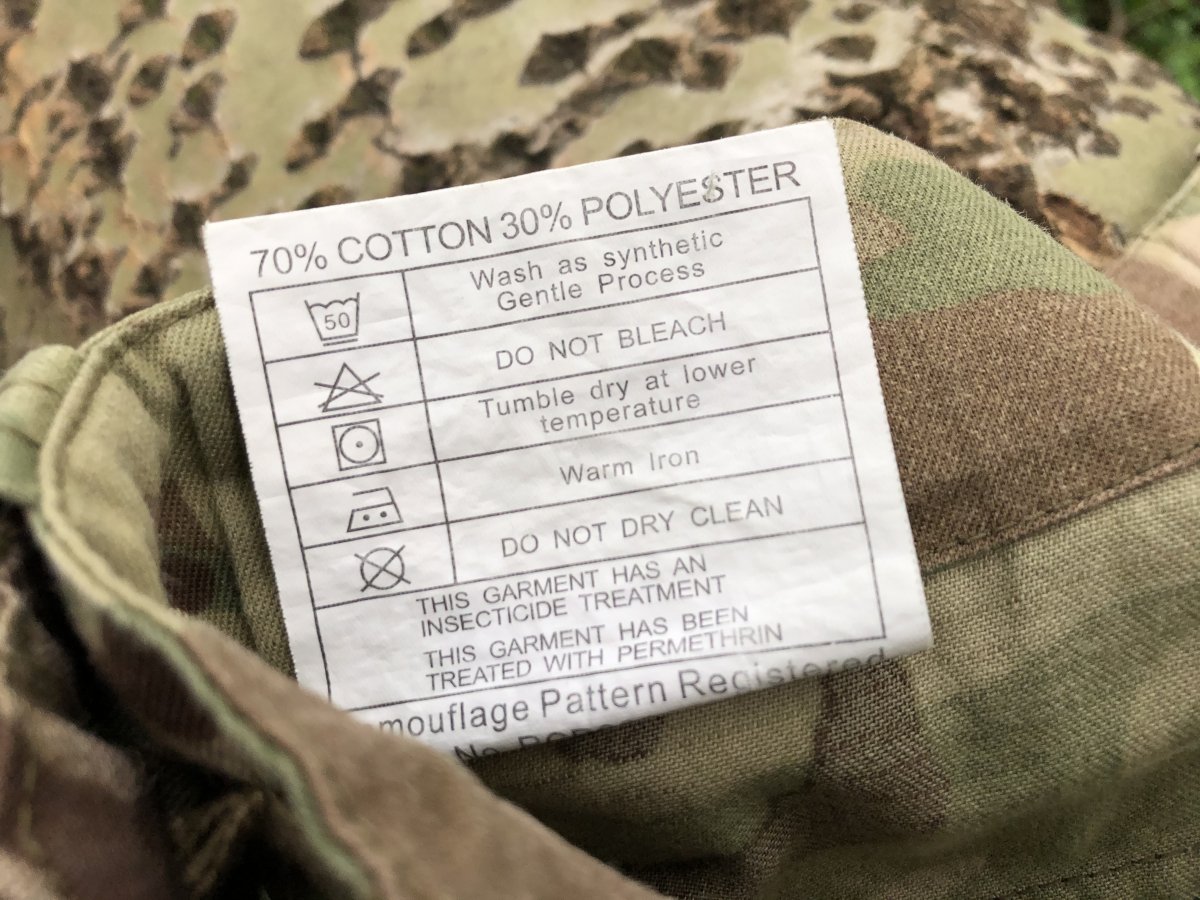 70% COTTON 30% POLYESTER
50
Wash as synthetic
Gentle Process
DO NOT BLEACH
Tumble dry at lower
temperature
Warm Iron
DO NOT DRY CLEAN
THIS GARMENT HAS AN
INSECTICIDE TREATMENT
THIS GARMENT HAS BEEN
TREATED WITH PERMETHRIN
mouflage Pattern Registered
No